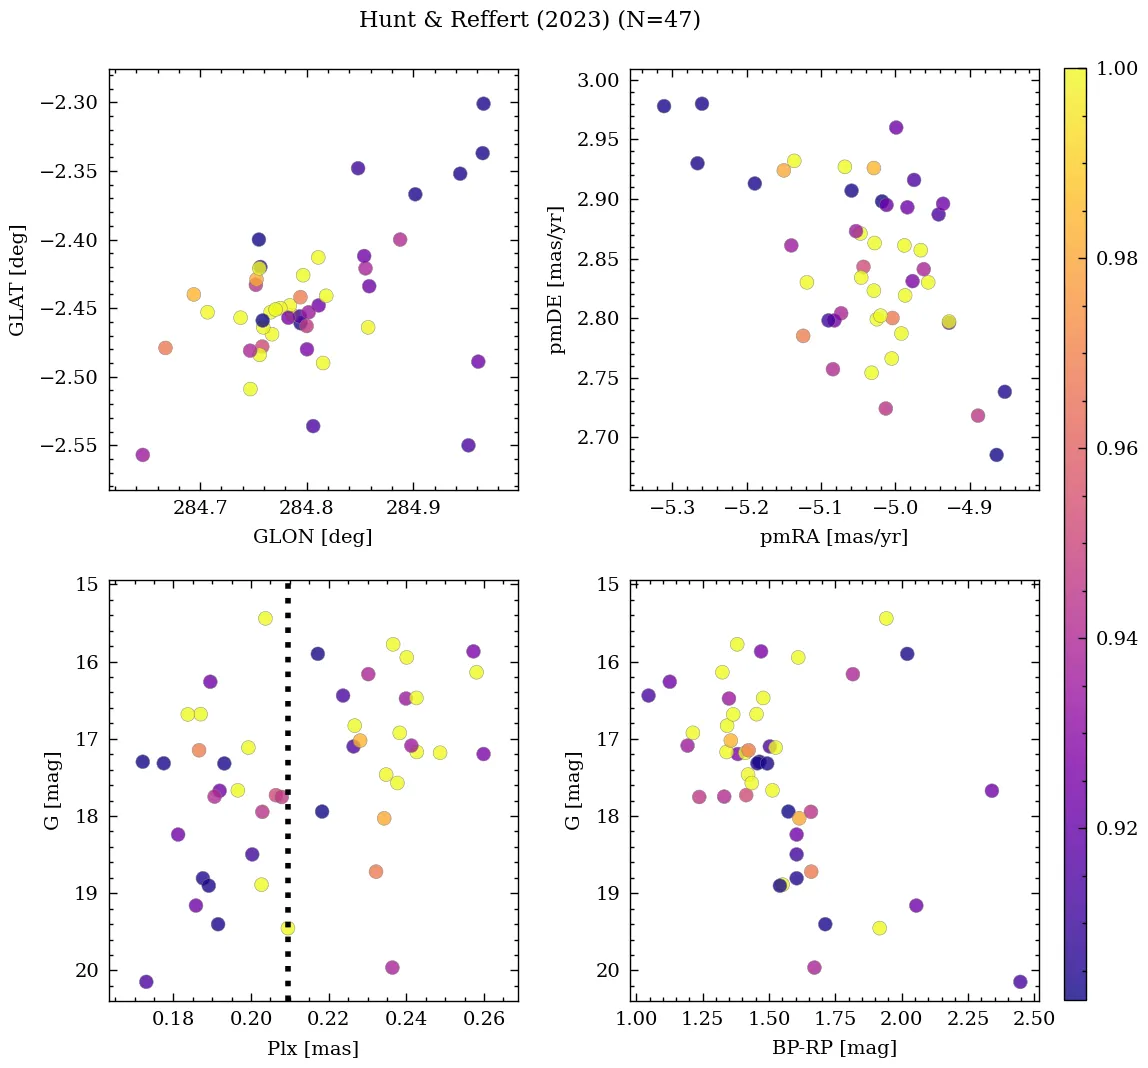 Hunt & Reffert (2023) (N=47)
−2.30
−2.35
−2.40
−2.45
−2.50
−2.55
GLAT [deg]
284.7 284.8 284.9
GLON [deg]
3.00
2.95
2.90
2.85
2.80
2.75
2.70
pmDE [mas/yr]
−5.3 −5.2 −5.1 −5.0 −4.9
pmRA [mas/yr]
15
16
17
18
19
20
G [mag]
0.18 0.20 0.22 0.24 0.26
Plx [mas]
15
16
17
18
19
20
G [mag]
1.00 1.25 1.50 1.75 2.00 2.25 2.50
BP-RP [mag]
1.00
0.98
0.96
0.94
0.92